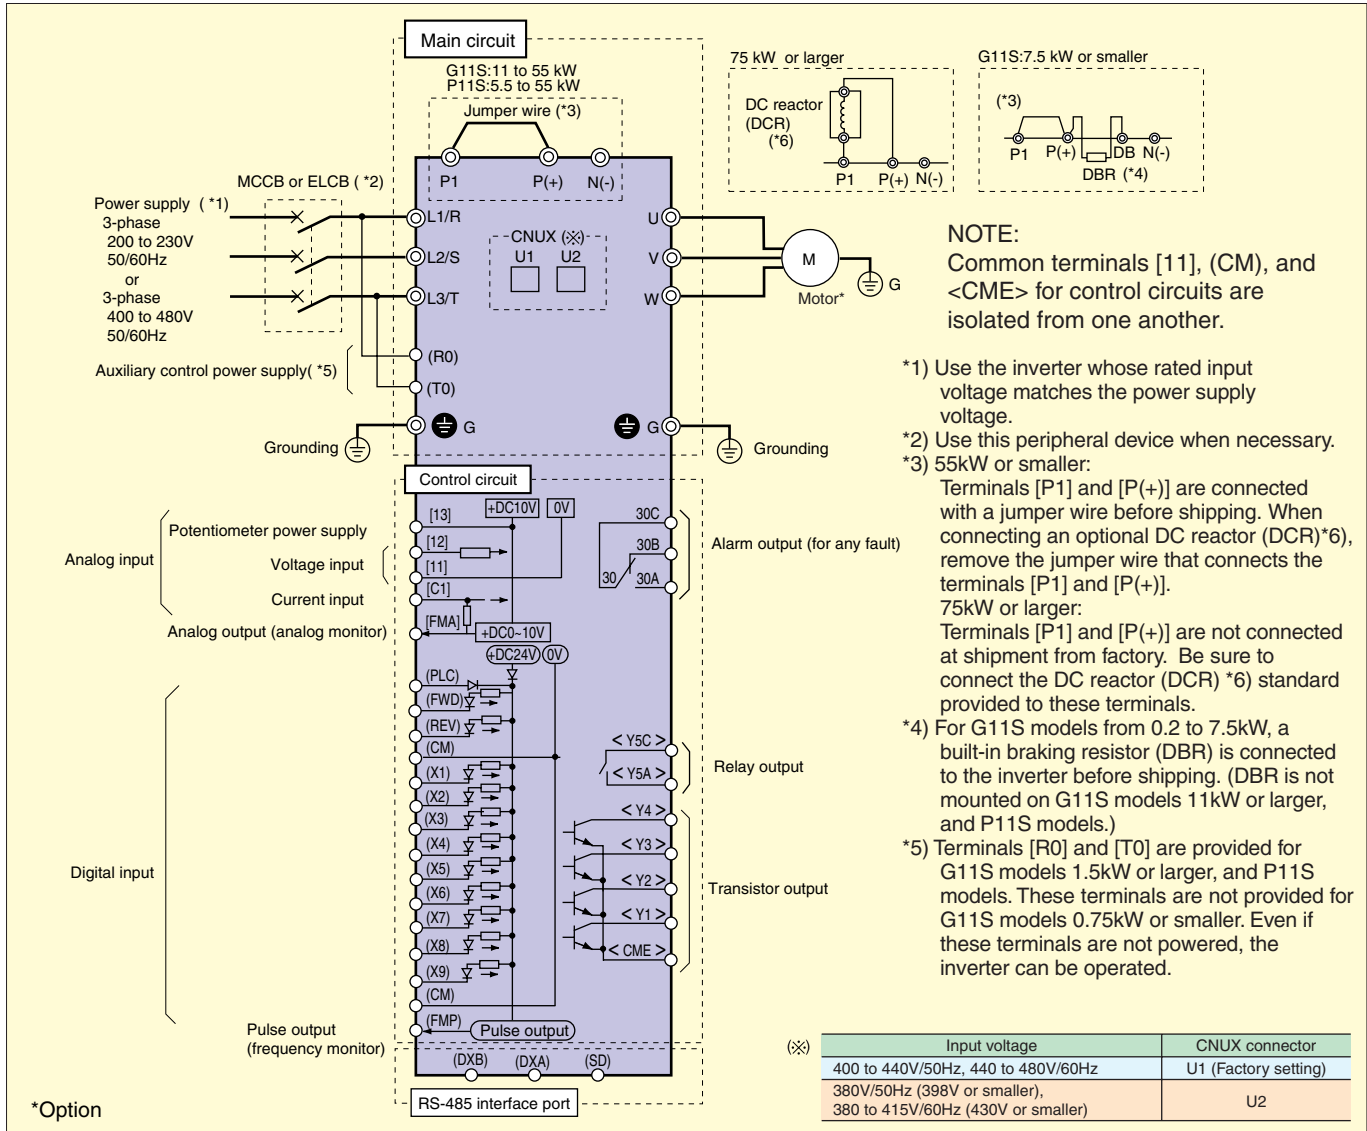 Main circuit
G11S:11 to 55 kW
P11S:5.5 to 55 kW
Jumper wire (*3)
P1
P(+)
N(-)
75 kW or larger
DC reactor
(DCR)
(*6)
P1
P(+)
N(-)
G11S:7.5 kW or smaller
(*3)
P1
P(+)
DB
N(-)
DBR (*4)
MCCB or ELCB ( *2)
Power supply ( *1)
3-phase
200 to 230V
50/60Hz
or
3-phase
400 to 480V
50/60Hz
L1/R
L2/S
L3/T
CNUX (※)
U1
U2
U
V
W
M
Motor*
G
Auxiliary control power supply( *5)
(R0)
(T0)
G
G
Grounding
Grounding
NOTE:
Common terminals [11], (CM), and
<CME> for control circuits are
isolated from one another.
*1) Use the inverter whose rated input
voltage matches the power supply
voltage.
*2) Use this peripheral device when necessary.
*3) 55kW or smaller:
Terminals [P1] and [P(+)] are connected
with a jumper wire before shipping. When
connecting an optional DC reactor (DCR)*6),
remove the jumper wire that connects the
terminals [P1] and [P(+)].
75kW or larger:
Terminals [P1] and [P(+)] are not connected
at shipment from factory. Be sure to
connect the DC reactor (DCR) *6) standard
provided to these terminals.
*4) For G11S models from 0.2 to 7.5kW, a
built-in braking resistor (DBR) is connected
to the inverter before shipping. (DBR is not
mounted on G11S models 11kW or larger,
and P11S models.)
*5) Terminals [R0] and [T0] are provided for
G11S models 1.5kW or larger, and P11S
models. These terminals are not provided for
G11S models 0.75kW or smaller. Even if
these terminals are not powered, the
inverter can be operated.
Control circuit
Analog input
Potentiometer power supply
Voltage input
Current input
Analog output (analog monitor)
[13]
[12]
[11]
[C1]
[FMA]
+DC10V
0V
+DC0~10V
+DC24V
0V
30C
30B
30
30A
Alarm output (for any fault)
Digital input
(PLC)
(FWD)
(REV)
(CM)
(X1)
(X2)
(X3)
(X4)
(X5)
(X6)
(X7)
(X8)
(X9)
(CM)
(FMP)
Pulse output
Pulse output
(frequency monitor)
< Y5C >
< Y5A >
Relay output
< Y4 >
< Y3 >
< Y2 >
< Y1 >
< CME >
Transistor output
(DXB)
(DXA)
(SD)
RS-485 interface port
*Option
(※)
Input voltage
CNUX connector
400 to 440V/50Hz, 440 to 480V/60Hz
U1 (Factory setting)
380V/50Hz (398V or smaller),
380 to 415V/60Hz (430V or smaller)
U2